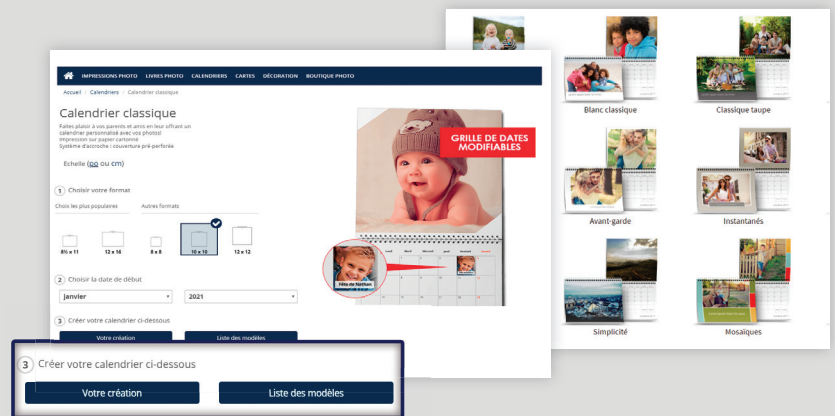 IMPRESSIONS PHOTO LIVRES PHOTO CALENDRIERS CARTES DÉCORATION BOUTIQUE PHOTO
Accueil / Calendriers / Calendrier classique
Calendrier classique
Faites plaisir à vos parents et amis en leur offrant un
calendrier personnalisé avec vos photos!
Impression sur papier cartonné
Système d'accroche : couverture pré-perforée
Echelle (po ou cm)
1 Choisir votre format
Choix les plus populaires Autres formats
8½ x 11 12 x 16 8 x 8 10 x 10 12 x 12
2 Choisir la date de début
Janvier 2021
3 Créer votre calendrier ci-dessous
Votre création Liste des modèles
GRILLE DE DATES
MODIFIABLES
Fête de Nathan
3 Créer votre calendrier ci-dessous
Votre création Liste des modèles
Blanc classique Classique taupe
Avant-garde Instantanés
Simplicité Mosaïques